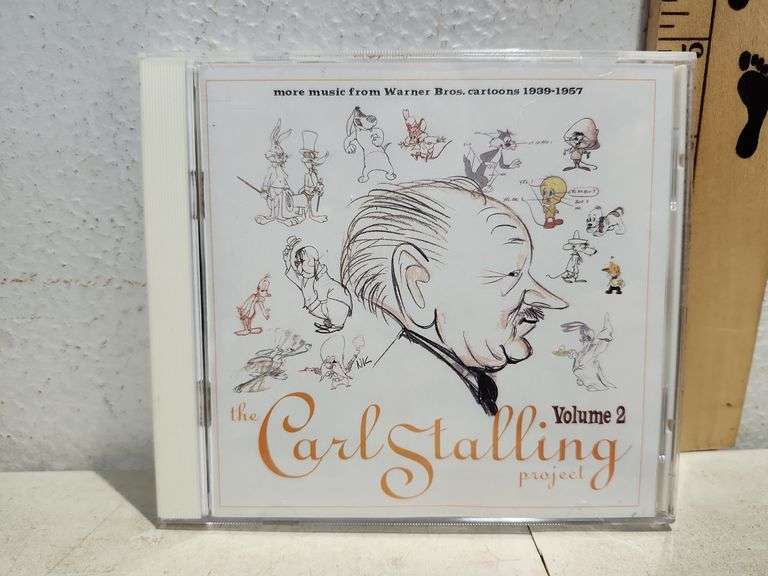 more music from Warner Bros. cartoons 1939-1957
the Carl Stalling project
Volume 2